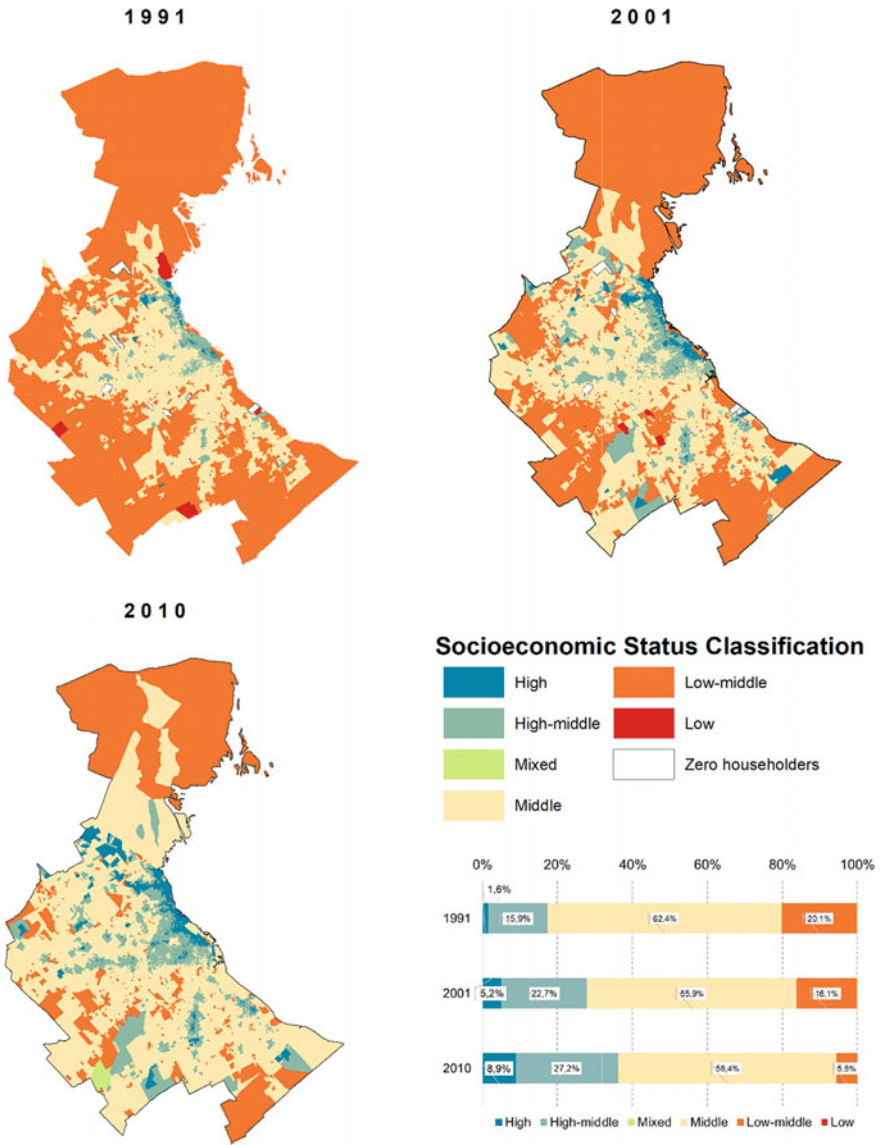 1991
2001
2010
Socioeconomic Status Classification
High
Low-middle
High-middle
Low
Mixed
Zero householders
Middle
0% 20% 40% 60% 80% 100%
1,6%
1991 15,9% 62,4% 20,1%
2001 5,2% 22,7% 55,9% 16,1%
2010 8,9% 27,2% 58,4% 5,5%
High High-middle Mixed Middle Low-middle Low